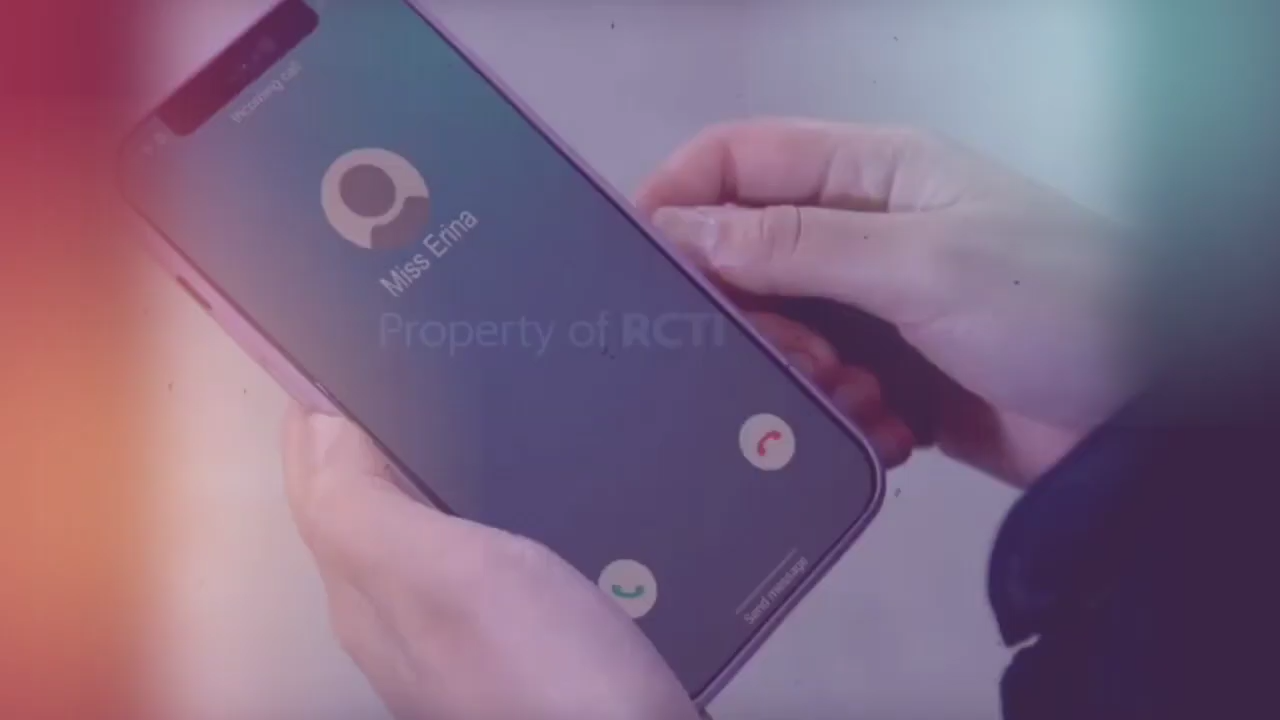 Incoming call
Miss Erina
Property of RCTI
Send message